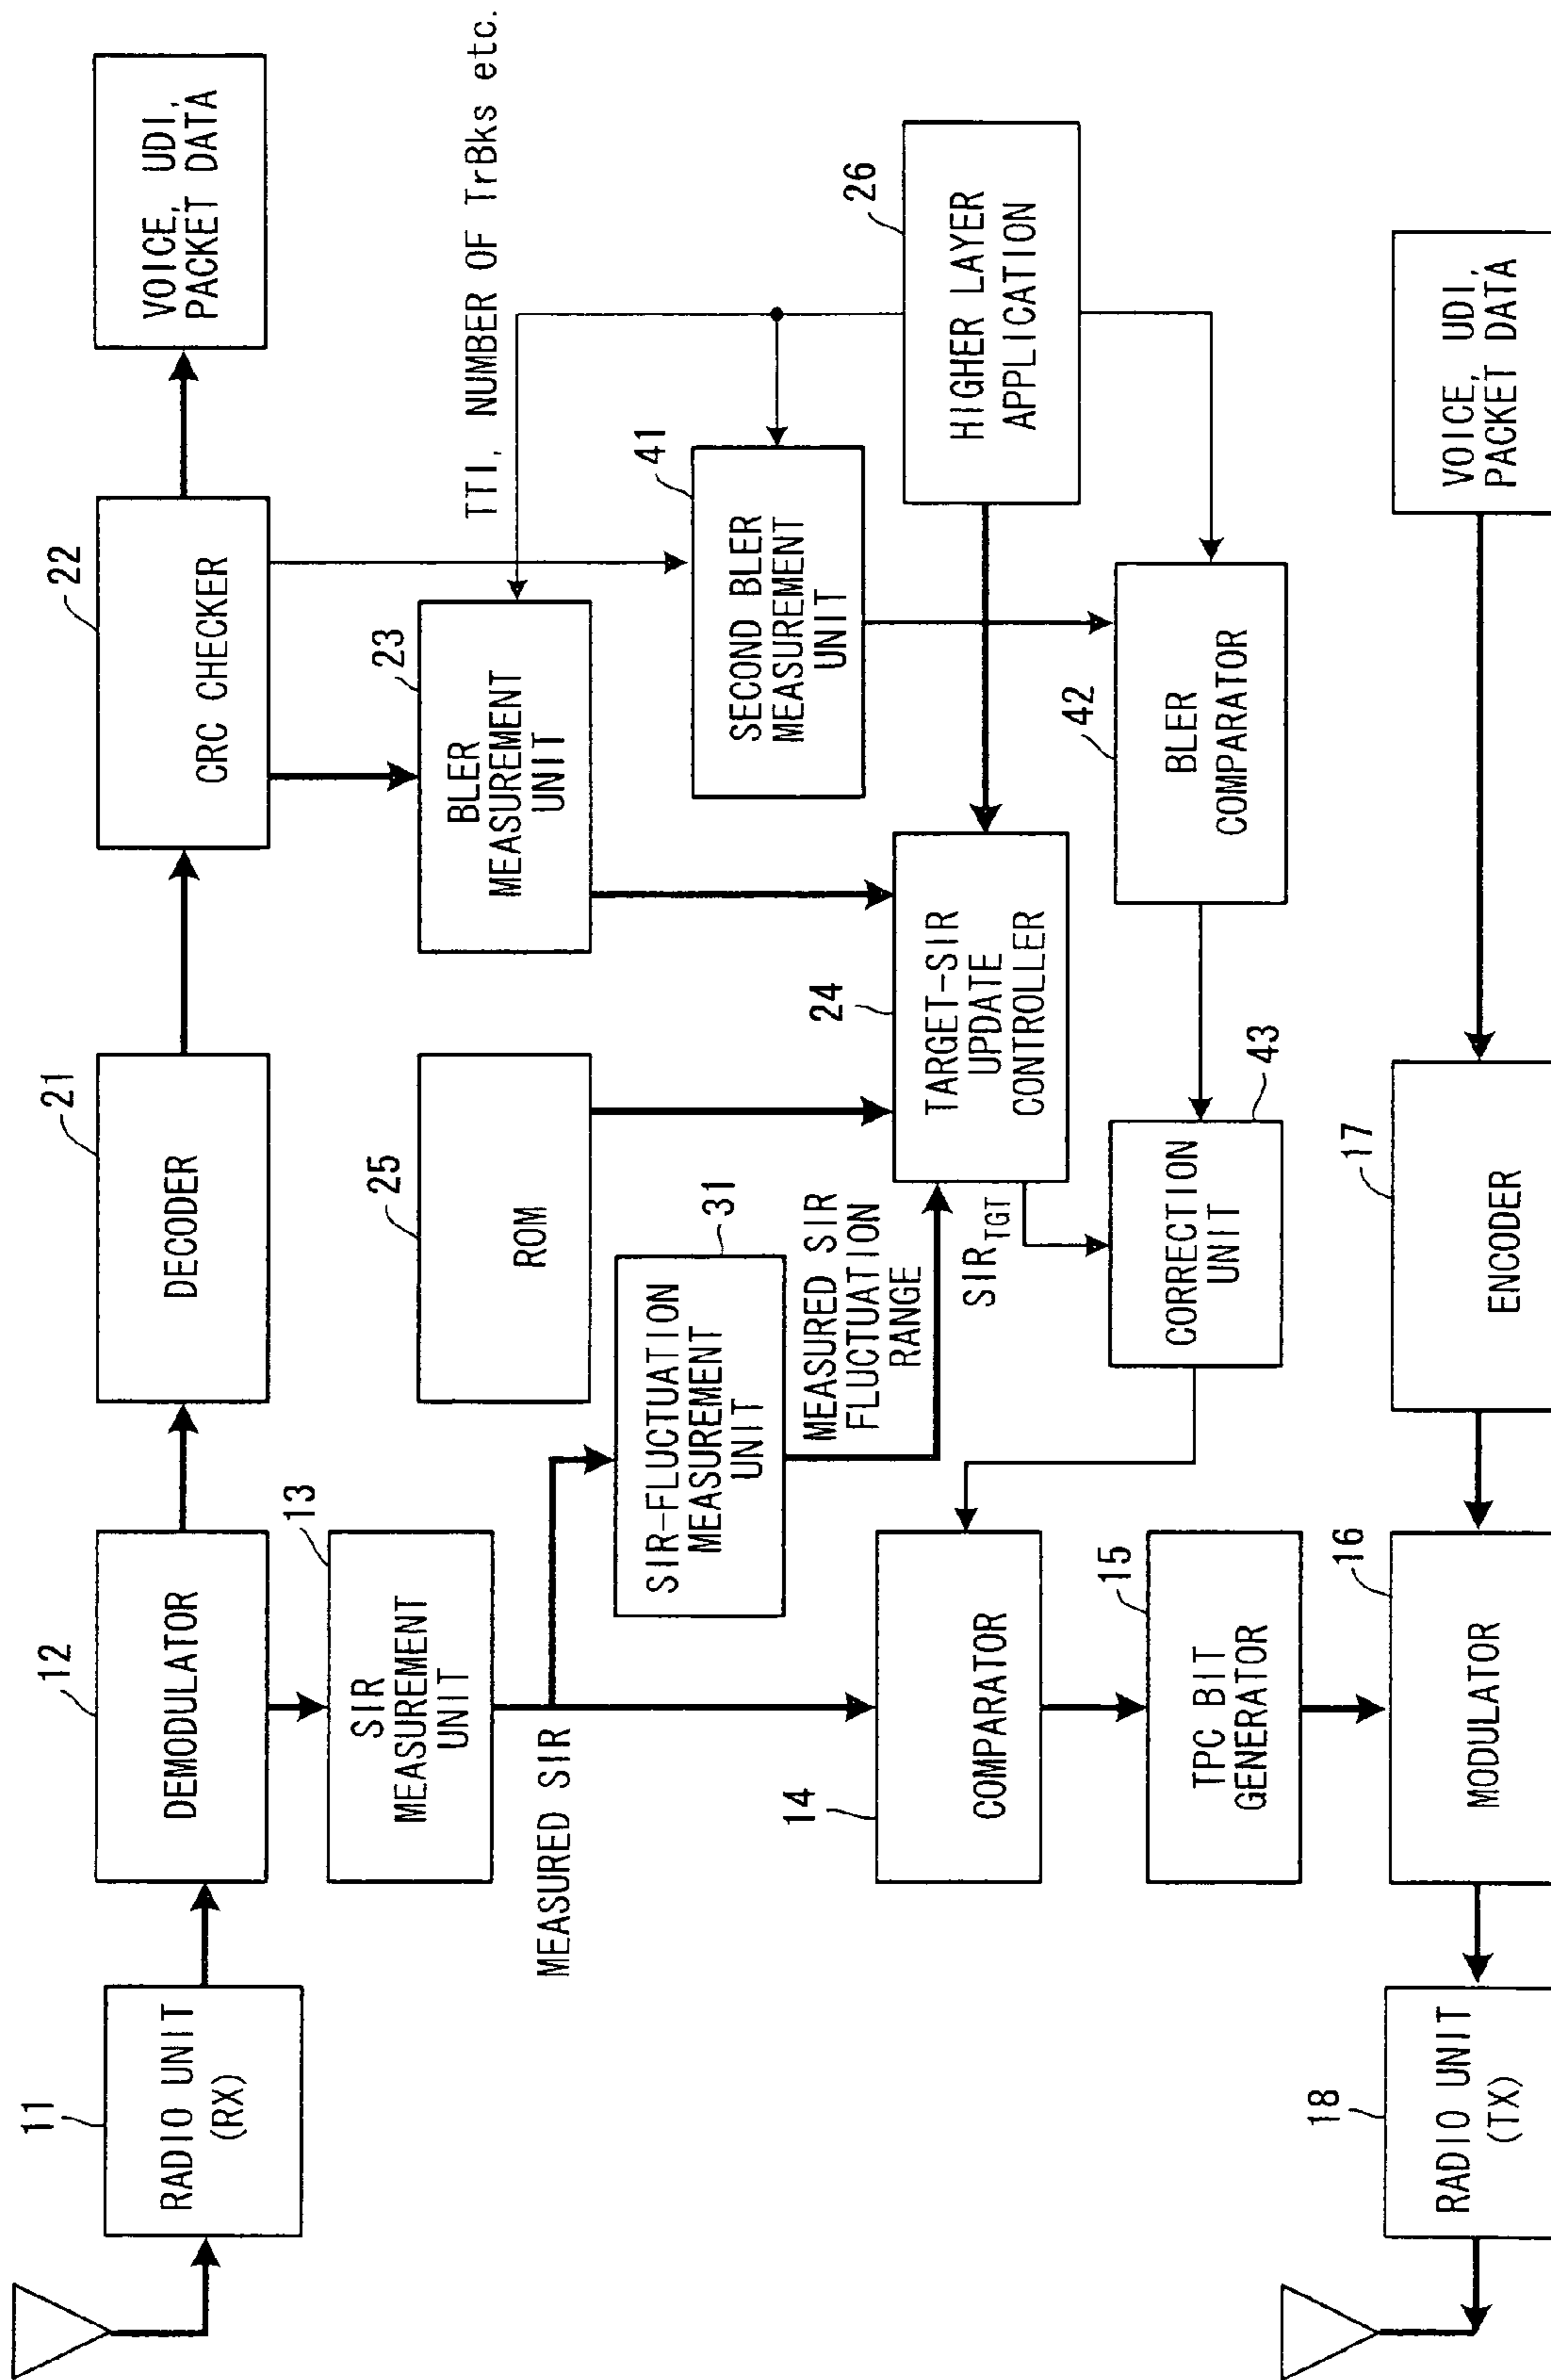 11
RADIO UNIT
(RX)
12
DEMODULATOR
21
DECODER
22
CRC CHECKER
VOICE, UDI,
PACKET DATA
13
SIR
MEASUREMENT
UNIT
MEASURED SIR
25
ROM
23
BLER
MEASUREMENT
UNIT
TTI, NUMBER OF TrBks etc.
31
SIR-FLUCTUATION
MEASUREMENT
UNIT
MEASURED SIR
FLUCTUATION
RANGE
41
SECOND BLER
MEASUREMENT
UNIT
24
TARGET-SIR
UPDATE
CONTROLLER
26
HIGHER LAYER
APPLICATION
SIR TGT
14
COMPARATOR
43
CORRECTION
UNIT
42
BLER
COMPARATOR
15
TPC BIT
GENERATOR
18
RADIO UNIT
(TX)
16
MODULATOR
17
ENCODER
VOICE, UDI,
PACKET DATA